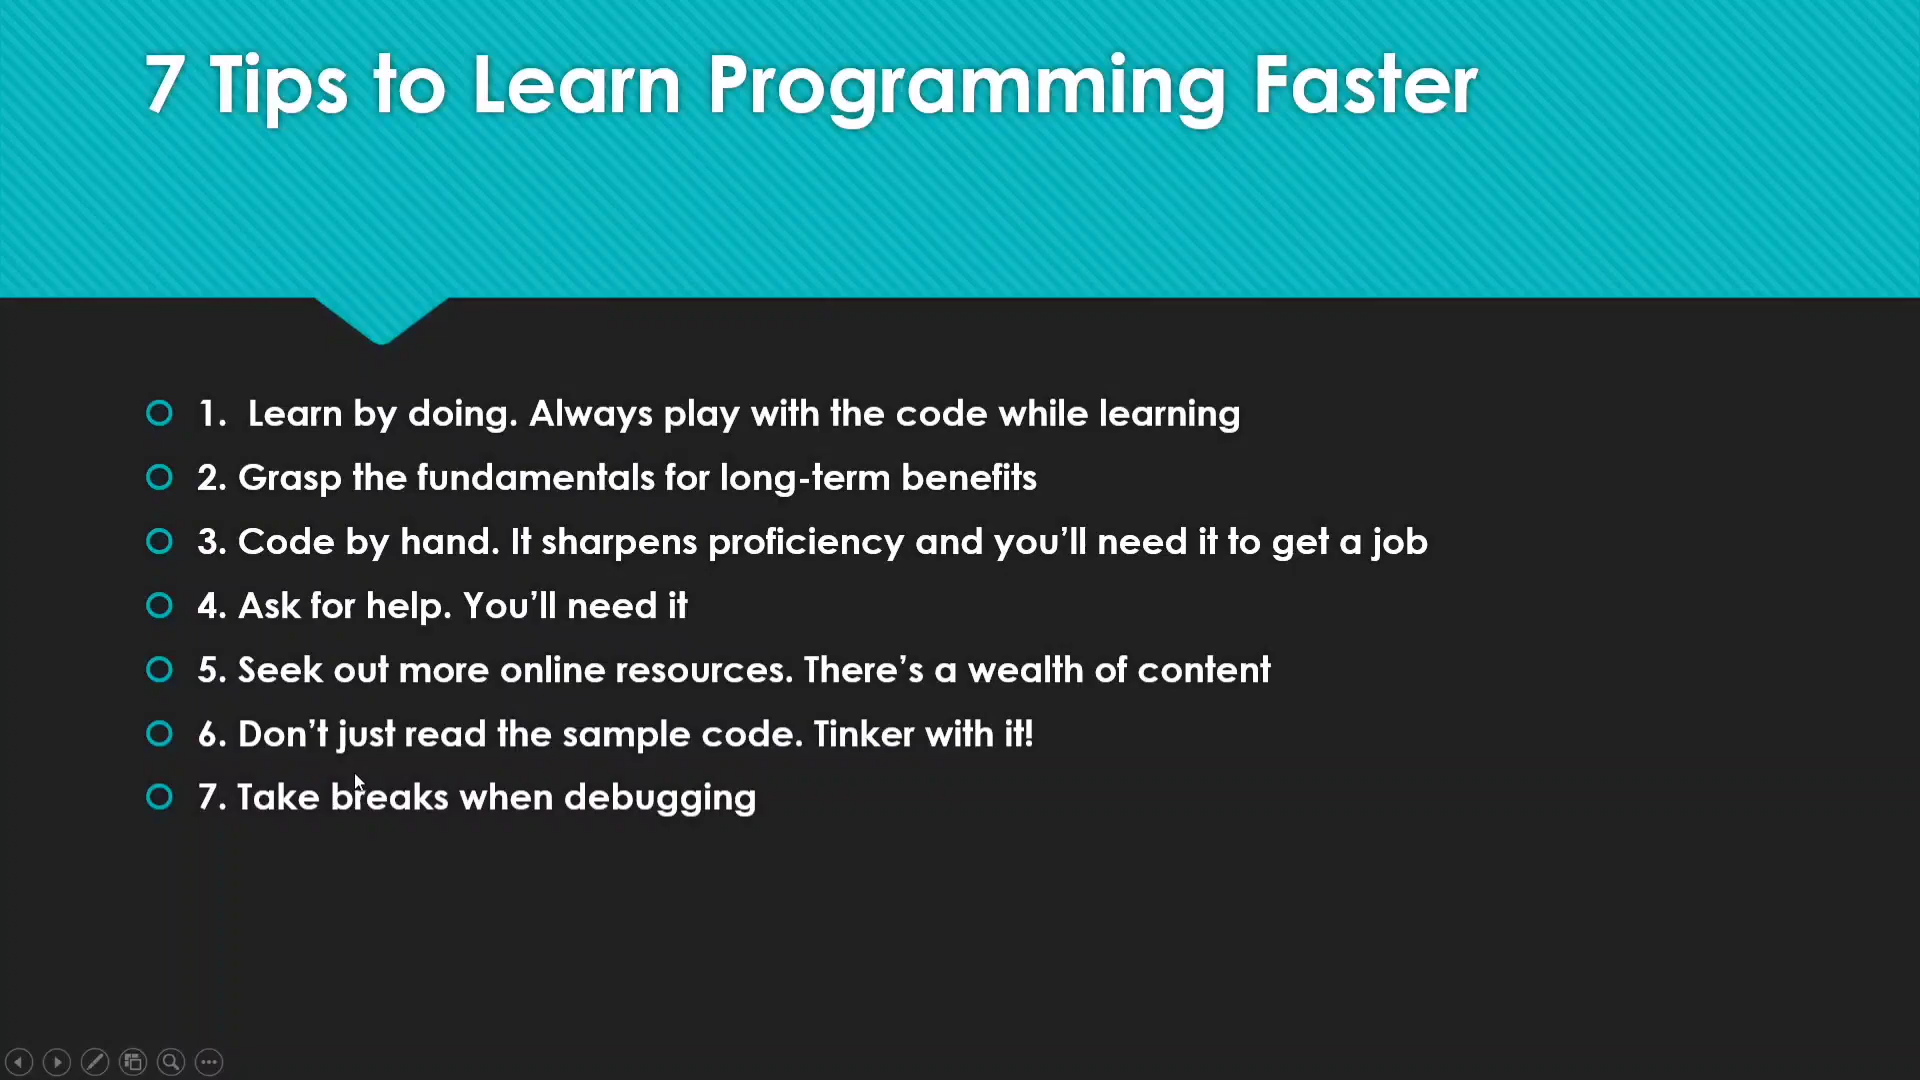 7 Tips to Learn Programming Faster
1.  Learn by doing. Always play with the code while learning
2. Grasp the fundamentals for long-term benefits
3. Code by hand. It sharpens proficiency and you’ll need it to get a job
4. Ask for help. You’ll need it
5. Seek out more online resources. There’s a wealth of content
6. Don’t just read the sample code. Tinker with it!
7. Take breaks when debugging